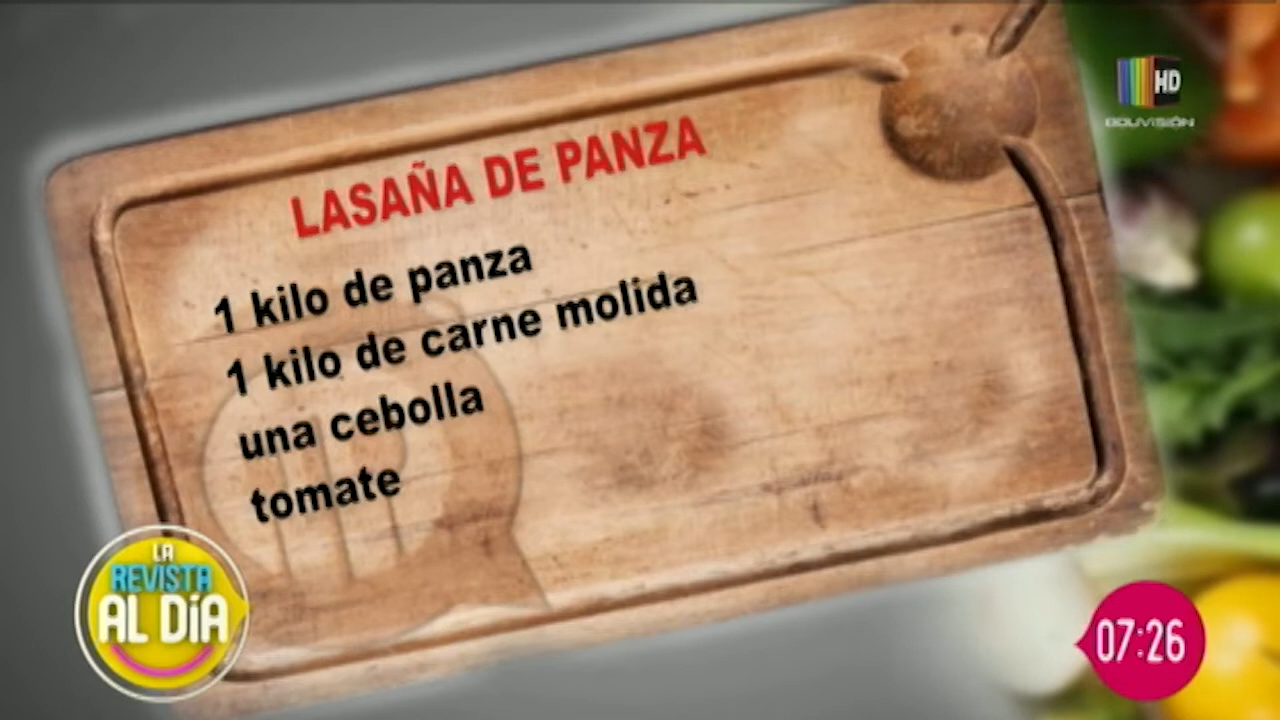 HD
BOLIVISIÓN
LASAÑA DE PANZA
1 kilo de panza
1 kilo de carne molida
una cebolla
tomate
LA
REVISTA
AL DÍA
07:26